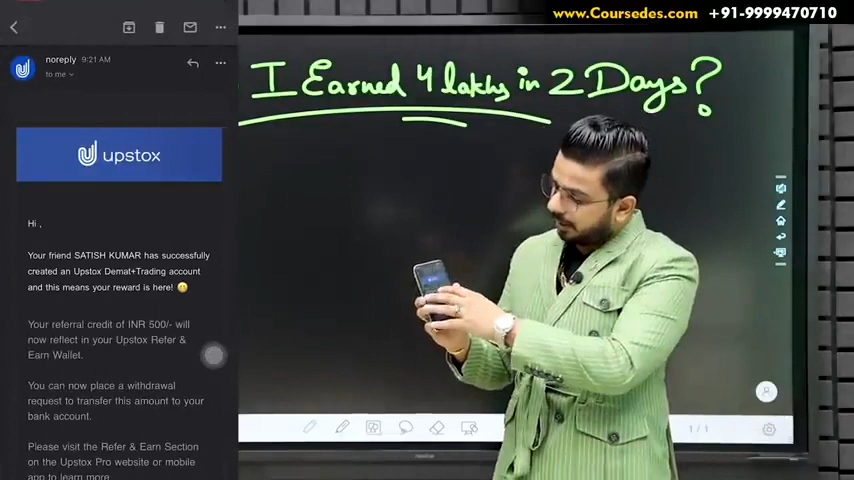 www.Coursedes.com +91-9999470710
noreply 9:21 AM
to me
upstox
Hi ,
Your friend SATISH KUMAR has successfully
created an Upstox Demat+Trading account
and this means your reward is here! 😀
Your referral credit of INR 500/- will
now reflect in your Upstox Refer &
Earn Wallet.
You can now place a withdrawal
request to transfer this amount to your
bank account.
Please visit the Refer & Earn Section
on the Upstox Pro website or mobile
app to learn more
I Earned 4 lakhs in 2 Days?
1/1